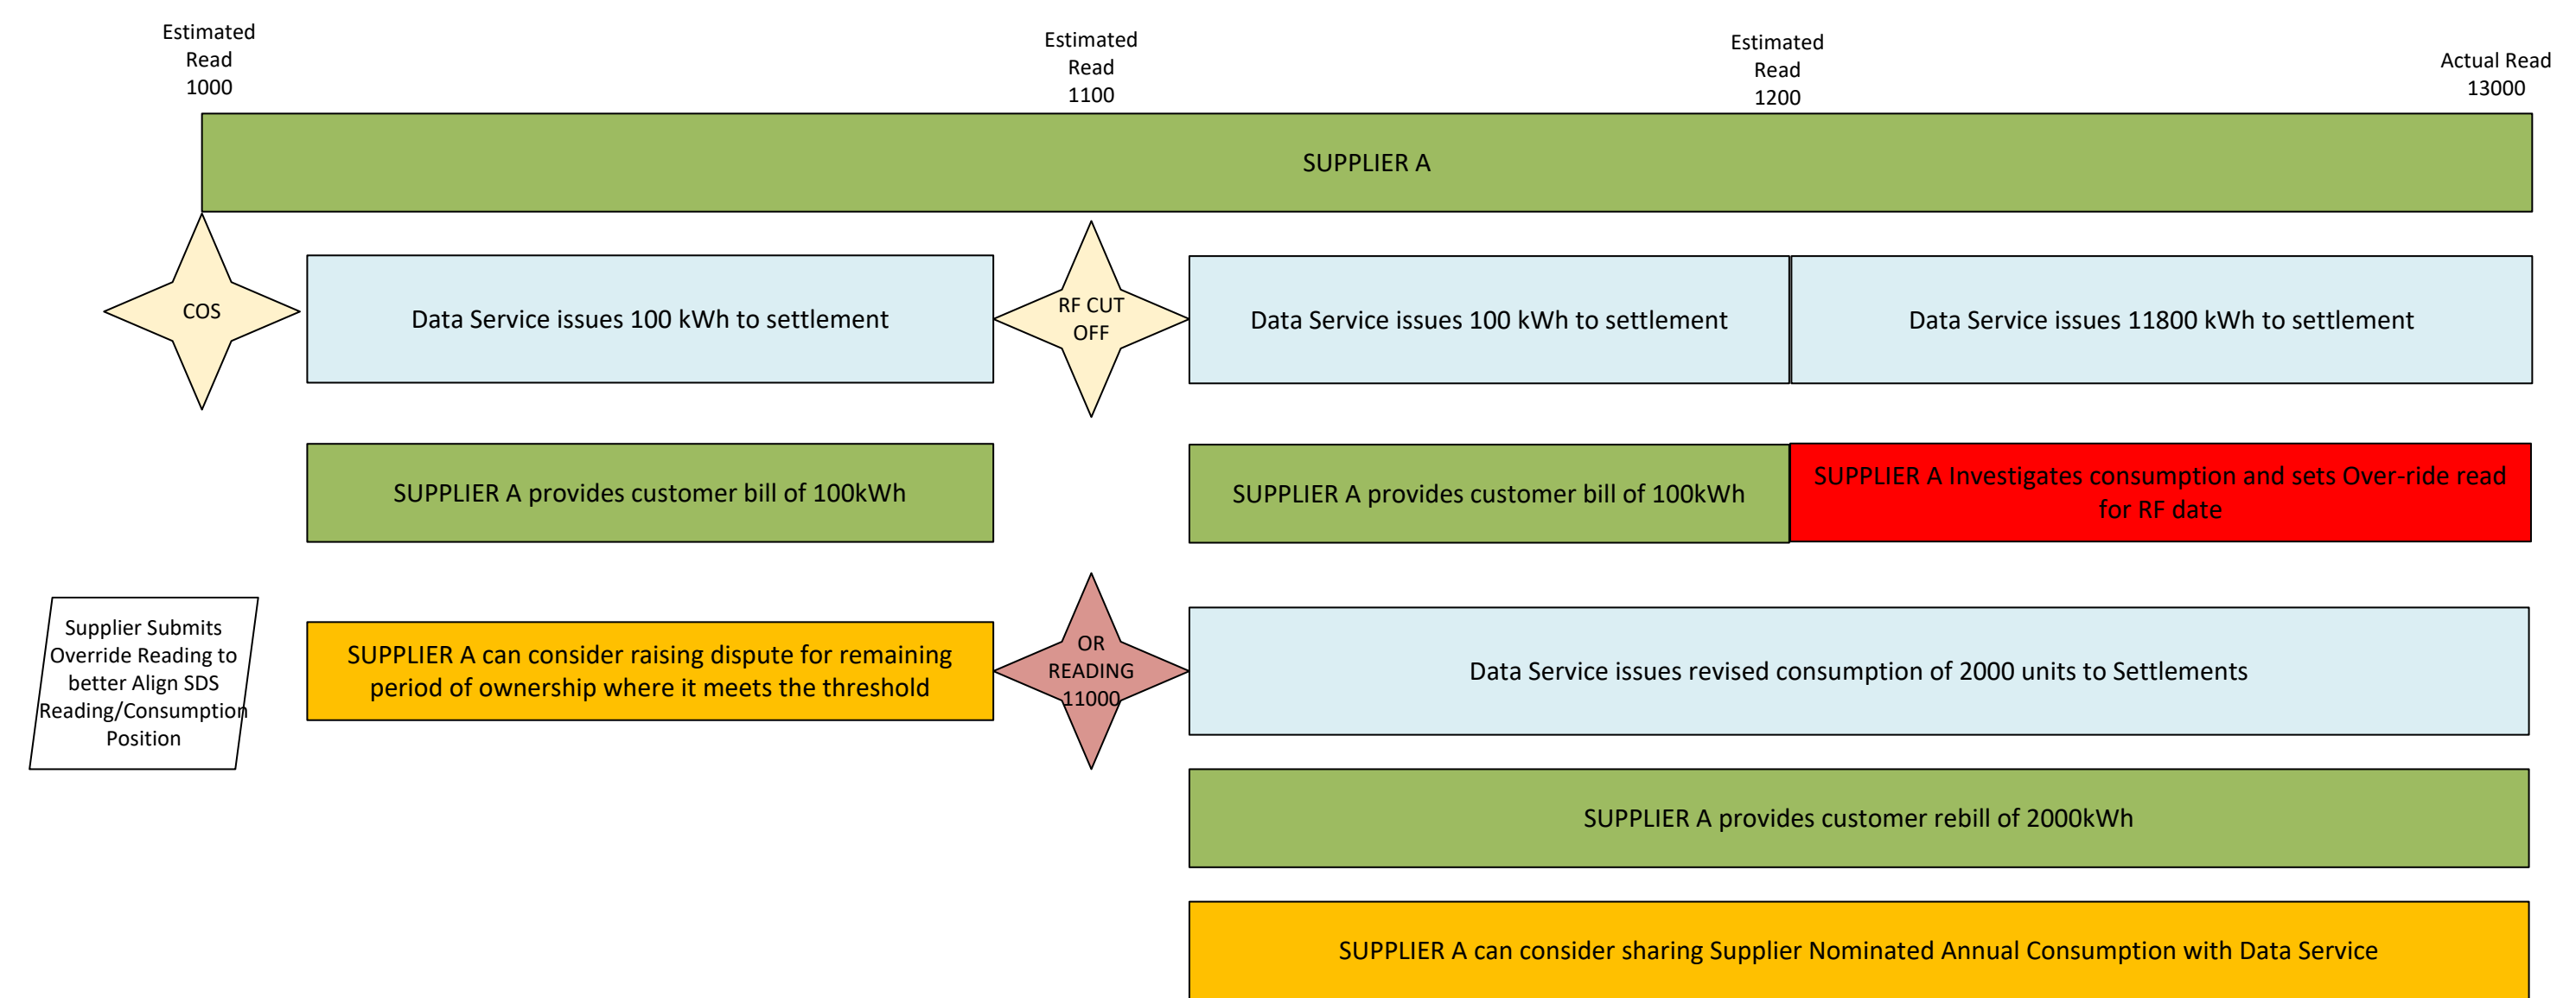 Estimated
Read
1000
Estimated
Read
1100
Estimated
Read
1200
Actual Read
13000
SUPPLIER A
COS
Data Service issues 100 kWh to settlement
RF CUT
OFF
Data Service issues 100 kWh to settlement
Data Service issues 11800 kWh to settlement
SUPPLIER A provides customer bill of 100kWh
SUPPLIER A provides customer bill of 100kWh
SUPPLIER A Investigates consumption and sets Over-ride read
for RF date
Supplier Submits
Override Reading to
better Align SDS
Reading/Consumption
Position
SUPPLIER A can consider raising dispute for remaining
period of ownership where it meets the threshold
OR
READING
11000
Data Service issues revised consumption of 2000 units to Settlements
SUPPLIER A provides customer rebill of 2000kWh
SUPPLIER A can consider sharing Supplier Nominated Annual Consumption with Data Service